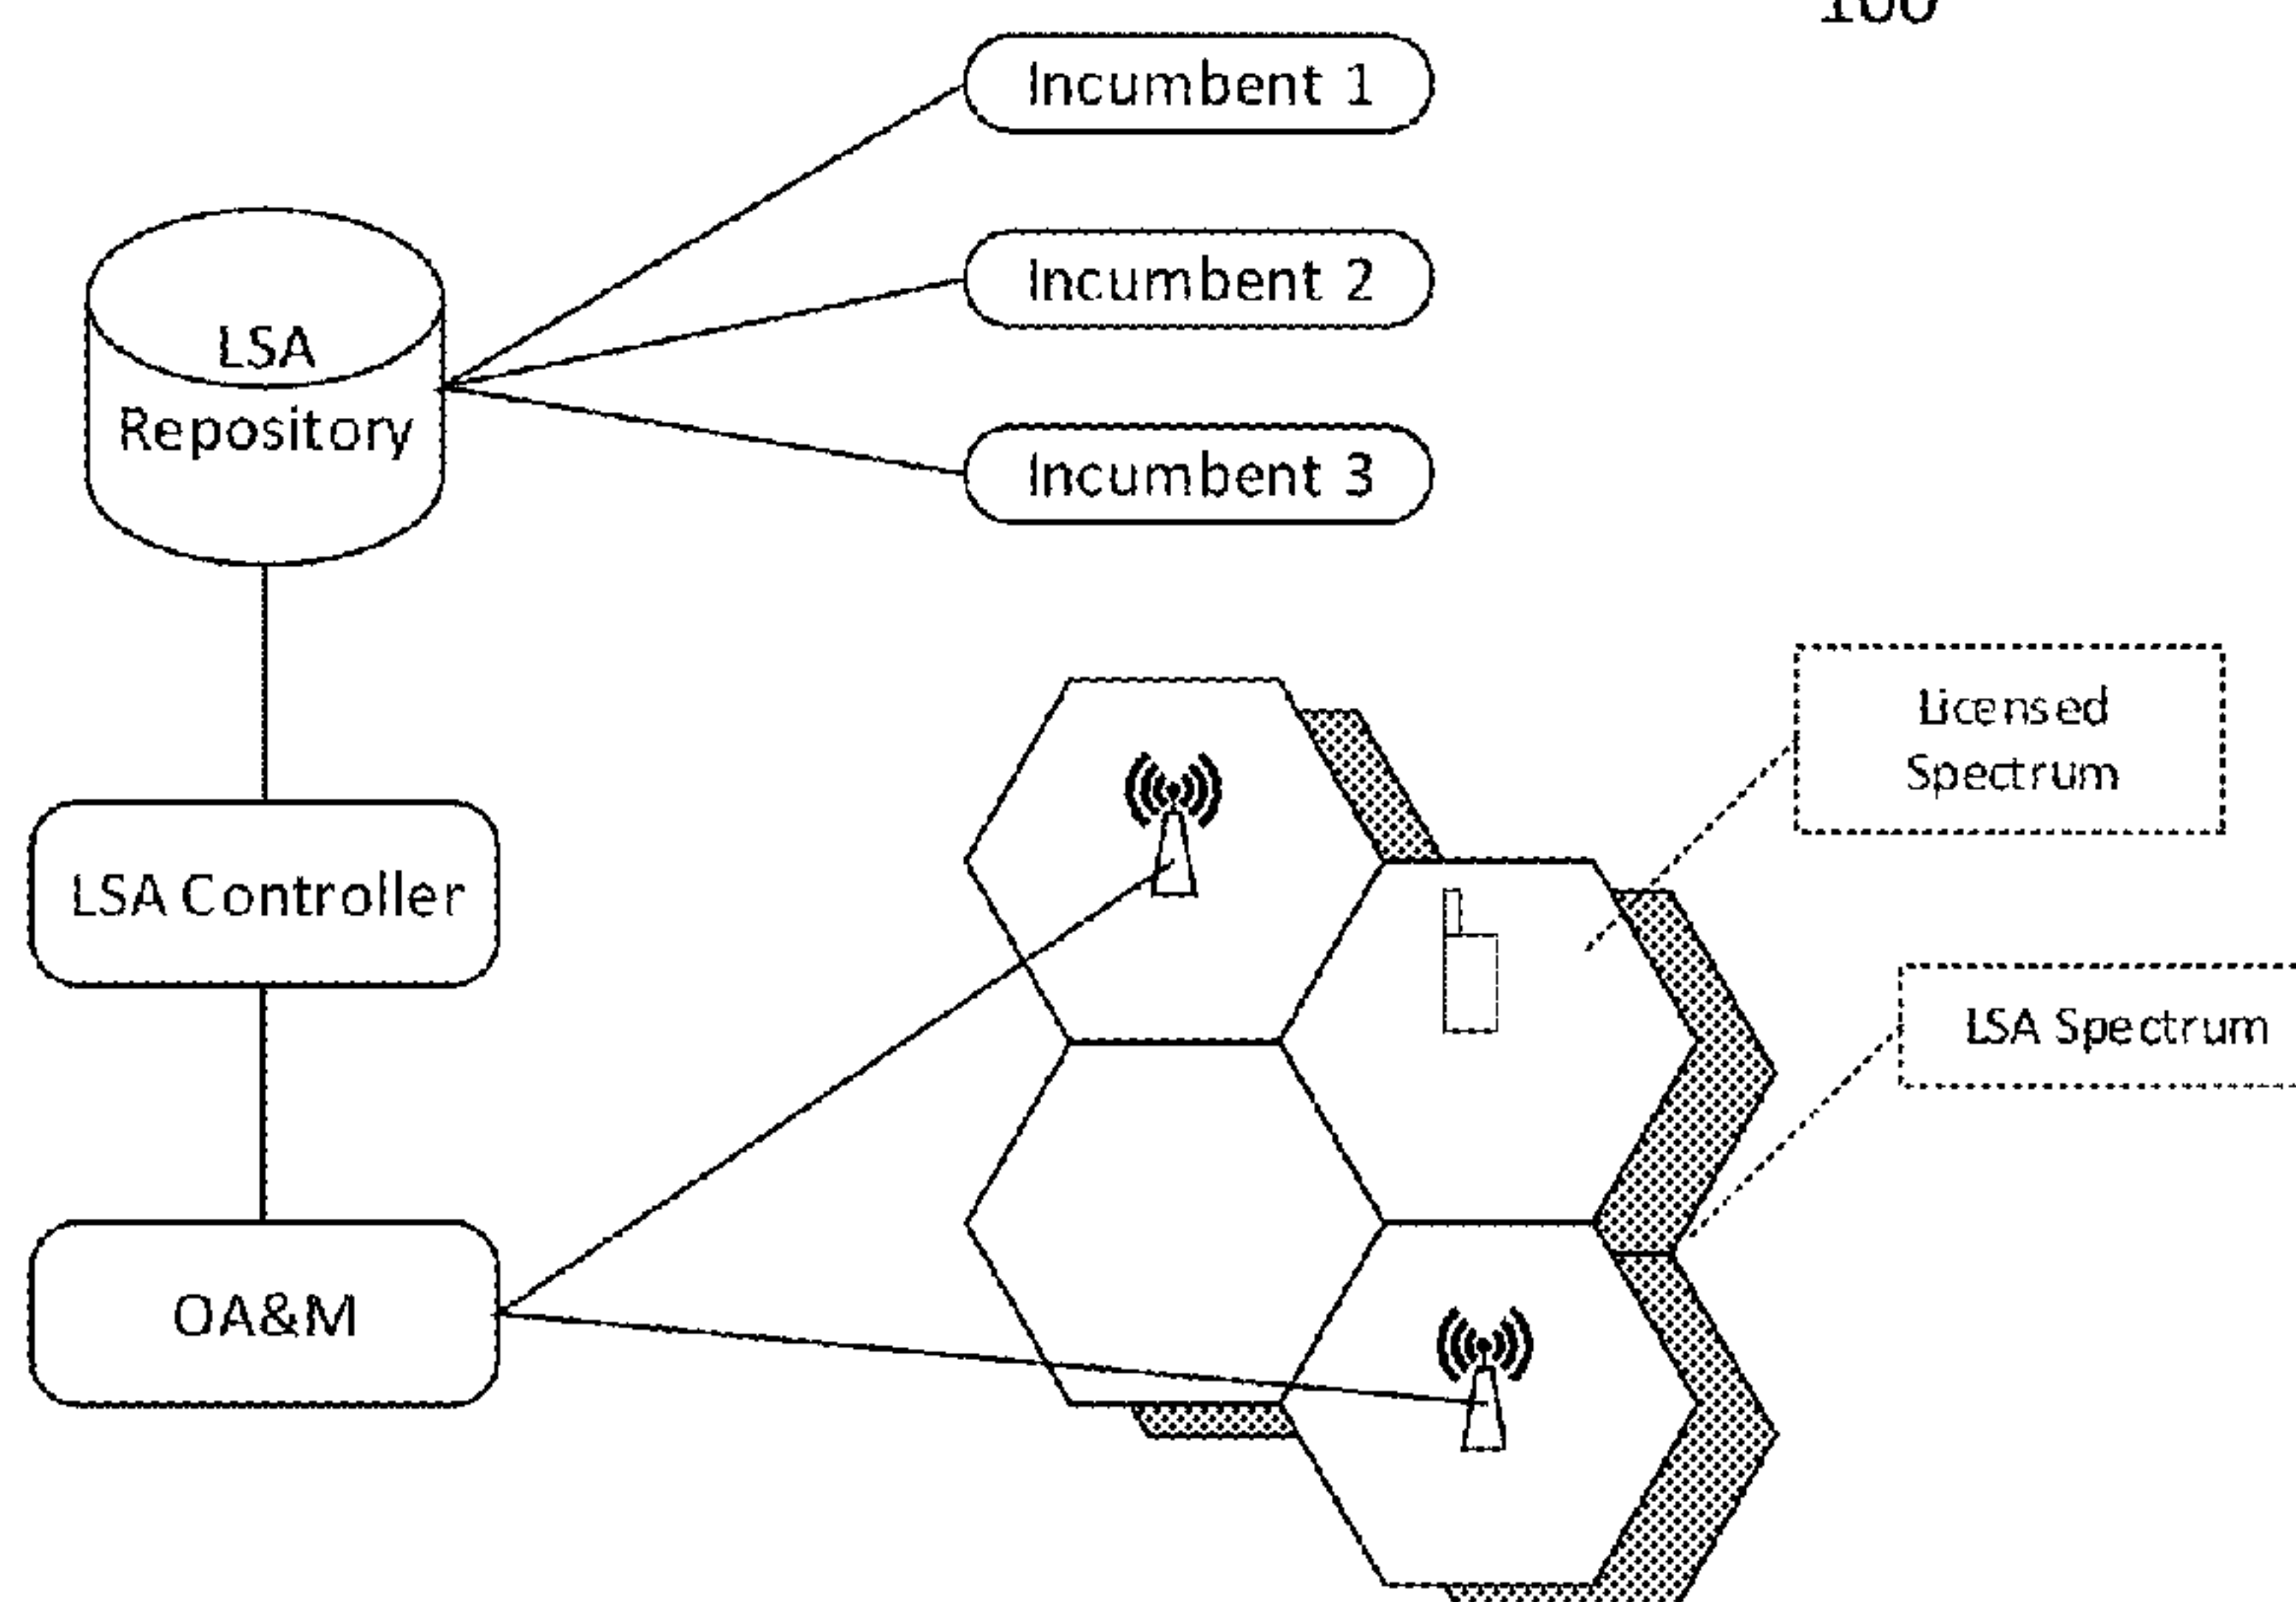 100
Incumbent 1
Incumbent 2
LSA
Repository
Incumbent 3
Licensed
Spectrum
LSA Controller
LSA Spectrum
OA&M